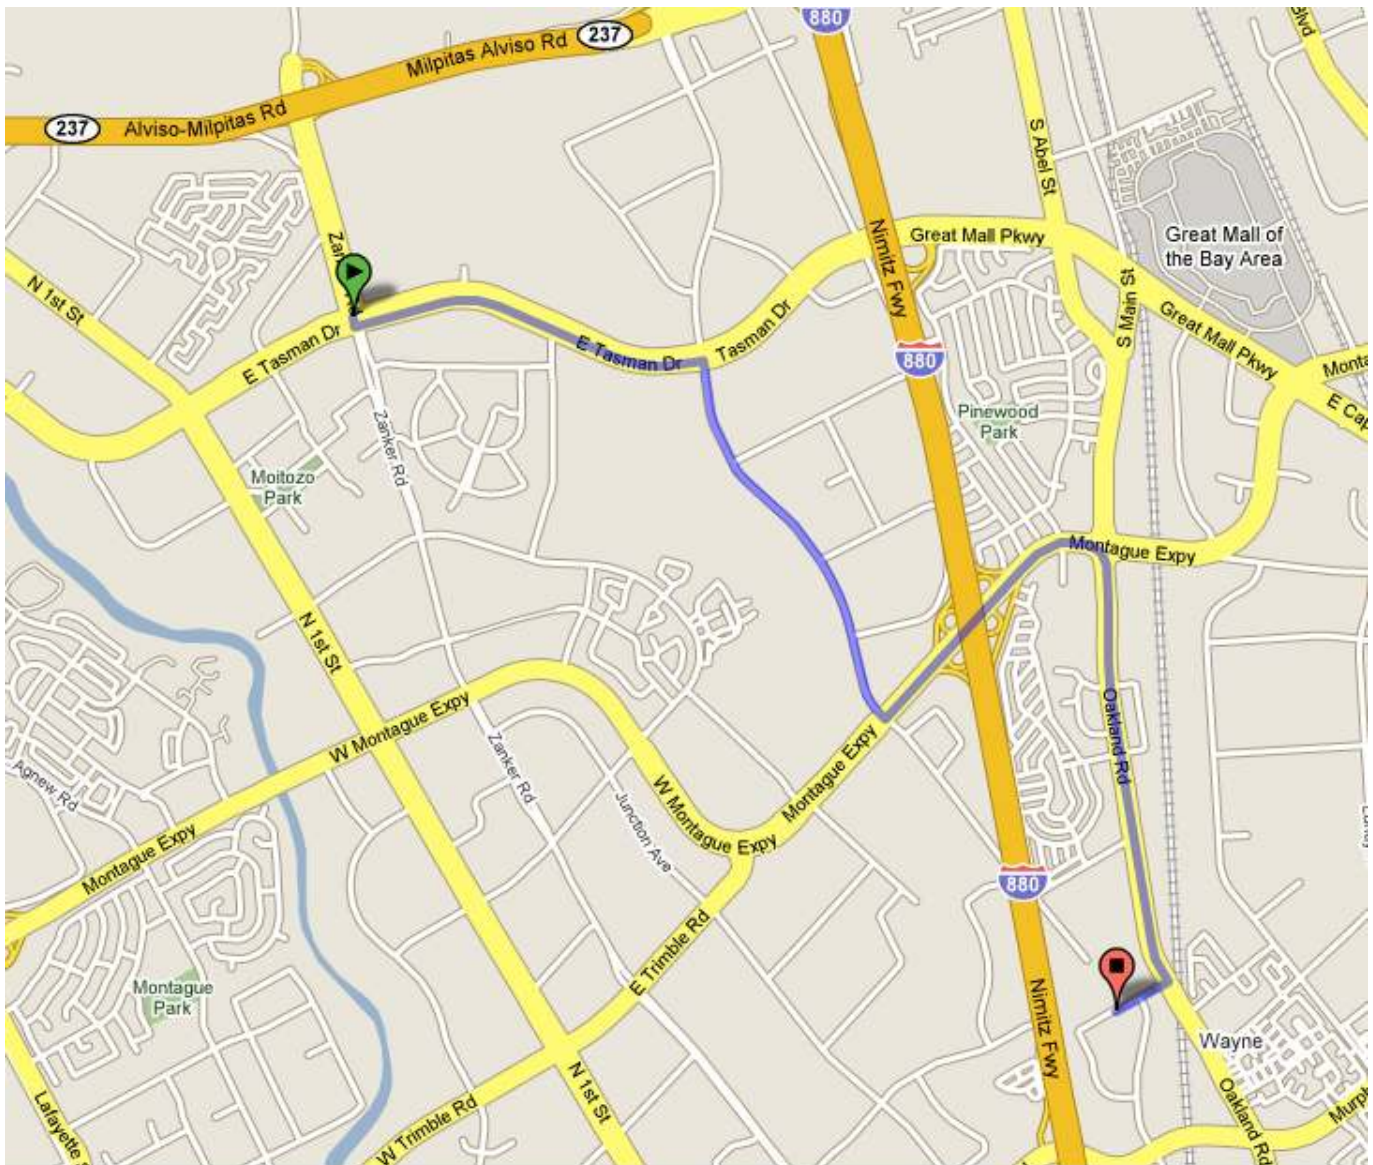 880
237
Milpitas Alviso Rd
237
Alviso-Milpitas Rd
Blvd
S Abel St
Great Mall of
the Bay Area
Great Mall Pkwy
Nimitz Fwy
N 1st St
E Tasman Dr
E Tasman Dr
Tasman Dr
S Main St
Great Mall Pkwy
880
Monta
E Cap
Pinewood
Park
Zanker Rd
Moitozo
Park
Montague Expy
N 1st St
W Montague Expy
Oakland Rd
Zanker Rd
Agnew Rd
Junction Ave
W Montague Expy
Montague Expy
Montague Expy
880
E Trimble Rd
Montague
Park
Nimitz Fwy
Wayne
N 1st St
Oakland Rd
Murph
W Trimble Rd
Lafayette